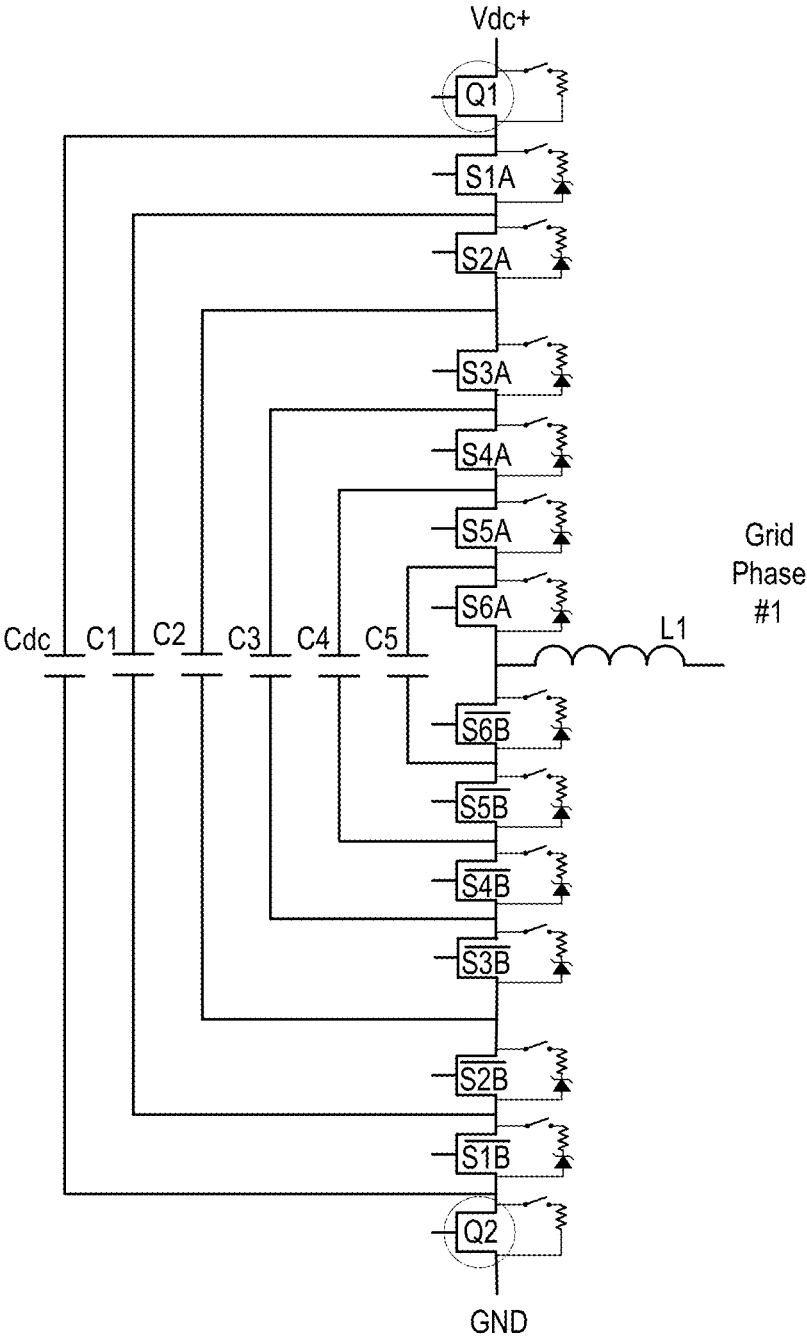 Vdc+
Q1
S1A
S2A
S3A
S4A
S5A
Grid
Phase
#1
S6A
L1
Cdc
C1
C2
C3
C4
C5
S6B
S5B
S4B
S3B
S2B
S1B
Q2
GND